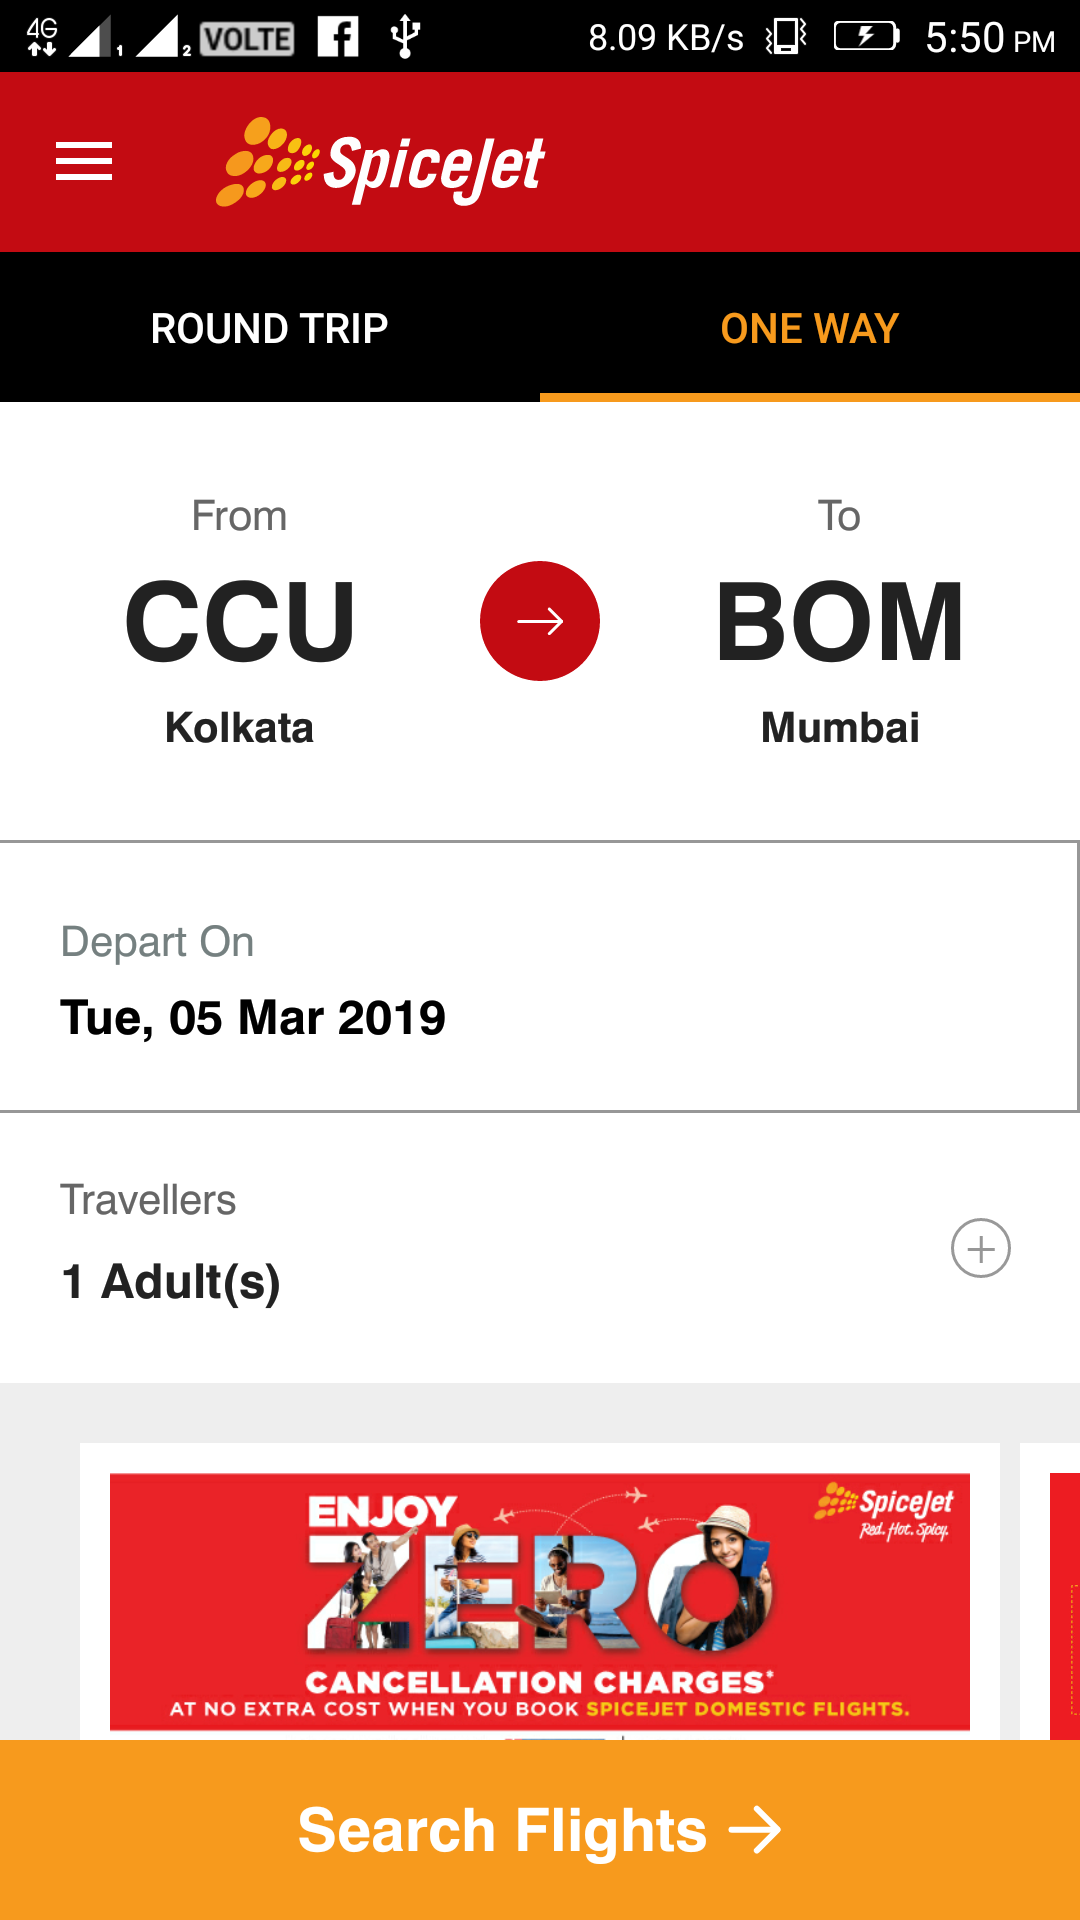 4G 1 2 VOLTE 8.09 KB/s 5:50 PM
SpiceJet
ROUND TRIP ONE WAY
From To
CCU BOM
Kolkata Mumbai
Depart On
Tue, 05 Mar 2019
Travellers
1 Adult(s)
SpiceJet
Red. Hot. Spicy.
ENJOY
ZERO
CANCELLATION CHARGES*
AT NO EXTRA COST WHEN YOU BOOK SPICEJET DOMESTIC FLIGHTS.
Search Flights